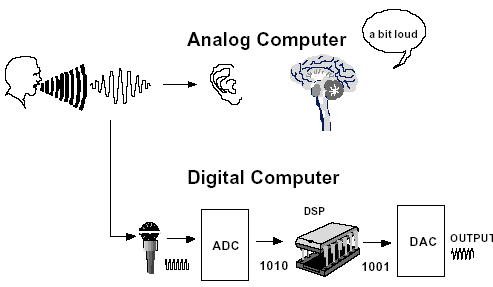 Analog Computer
a bit loud
Digital Computer
ADC
1010
DSP
1001
DAC
OUTPUT